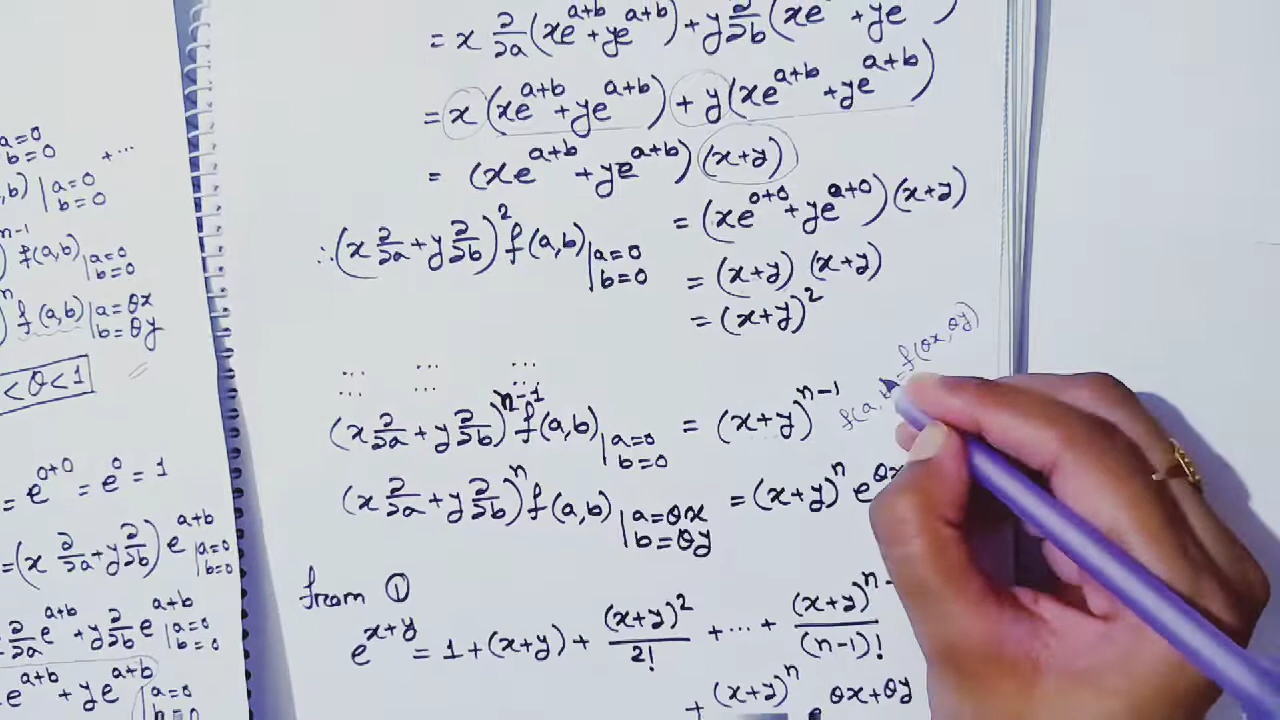 a=0
b=0 + ...
,b) | a=0
b=0
n-1
) f(a,b) | a=0
b=0
n
) f(a,b) | a=θx
b=θy
<θ<1
= e^{0+0} = e^0 = 1
= (x ∂/∂a + y ∂/∂b) e^{a+b} | a=0
b=0
∂/∂a e^{a+b} + y ∂/∂b e^{a+b} | a=0
b=0
e^{a+b} + y e^{a+b} | a=0
b=0
= x ∂/∂a (xe^{a+b} + ye^{a+b}) + y ∂/∂b (xe + ye )
= x (xe^{a+b} + ye^{a+b}) + y (xe^{a+b} + ye^{a+b})
= (xe^{a+b} + ye^{a+b}) (x+y)
∴ (x ∂/∂a + y ∂/∂b)^2 f(a,b) | a=0 = (xe^{0+0} + ye^{0+0}) (x+y)
b=0
= (x+y) (x+y)
= (x+y)^2
... ... ...
... ... ...
f(a, = f(θx, θy)
(x ∂/∂a + y ∂/∂b)^{n-1} f(a,b) | a=0 = (x+y)^{n-1}
b=0
(x ∂/∂a + y ∂/∂b)^n f(a,b) | a=θx = (x+y)^n e^{θx
b=θy
from ①
e^{x+y} = 1 + (x+y) + (x+y)^2/2! + ... + (x+y)^{n-/(n-1)!
+ (x+y)^n e^{θx+θy}